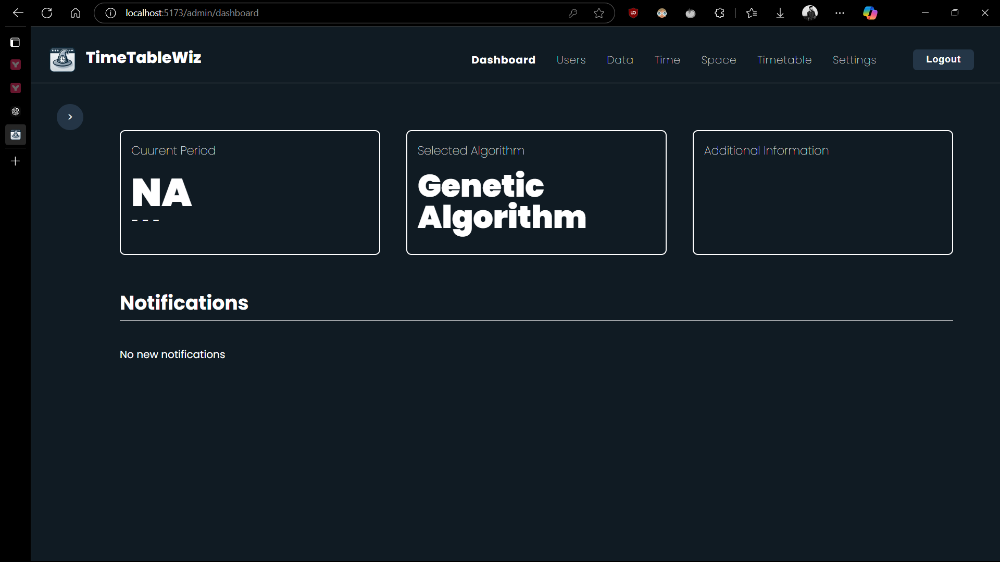 localhost:5173/admin/dashboard
TimeTableWiz
Dashboard Users Data Time Space Timetable Settings Logout
>
Cuurent Period
NA
- - -
Selected Algorithm
Genetic
Algorithm
Additional Information
Notifications
No new notifications